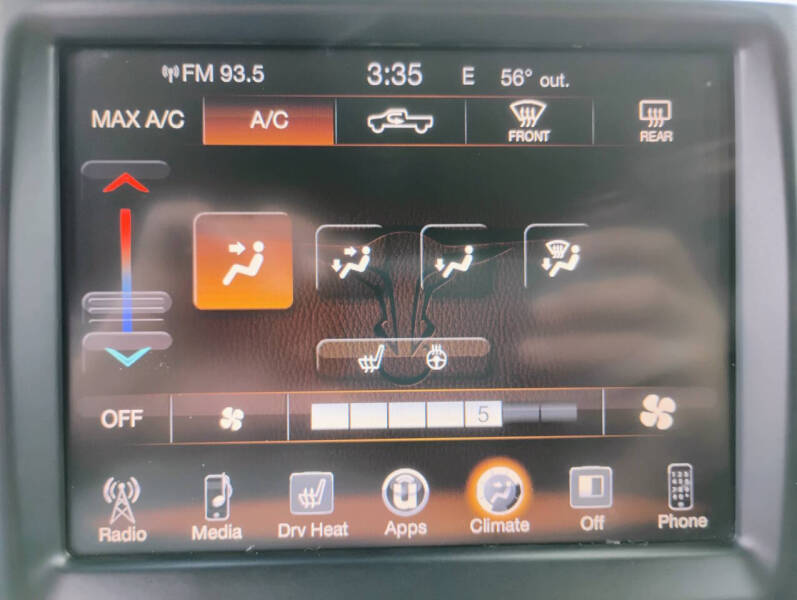 FM 93.5 3:35 E 56° out.
MAX A/C A/C FRONT REAR
OFF 5
Radio Media Drv Heat Apps Climate Off Phone